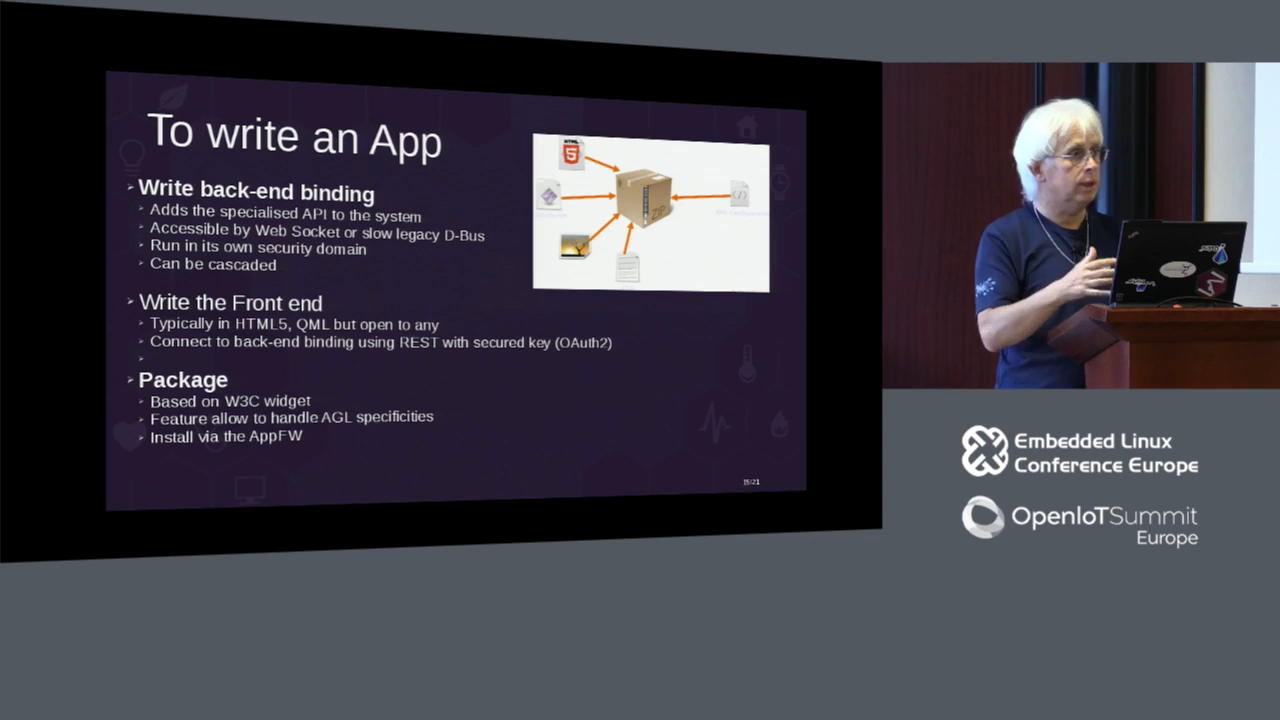 To write an App
Write back-end binding
Adds the specialised API to the system
Accessible by Web Socket or slow legacy D-Bus
Run in its own security domain
Can be cascaded
Write the Front end
Typically in HTML5, QML but open to any
Connect to back-end binding using REST with secured key (OAuth2)
Package
Based on W3C widget
Feature allow to handle AGL specificities
Install via the AppFW
HTML
5
ZIP
</>
15/21
Embedded Linux
Conference Europe
OpenIoTSummit
Europe